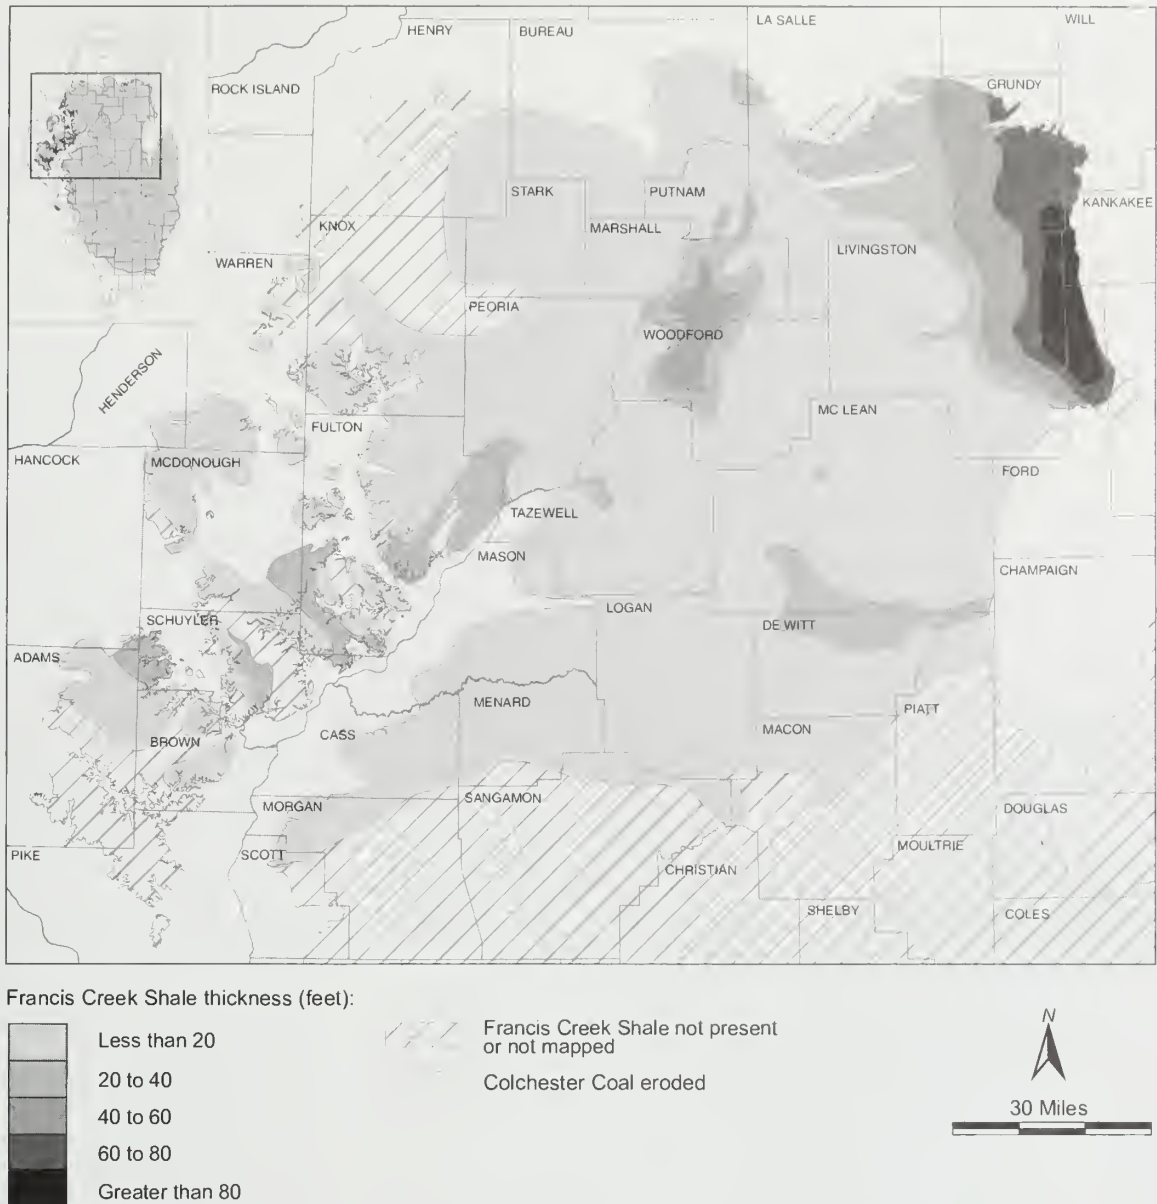 LA SALLE
WILL
HENRY
BUREAU
GRUNDY
ROCK ISLAND
STARK
PUTNAM
KANKAKEE
KNOX
MARSHALL
LIVINGSTON
WARREN
PEORIA
WOODFORD
HENDERSON
MC LEAN
FULTON
HANCOCK
MCDONOUGH
FORD
TAZEWELL
MASON
CHAMPAIGN
LOGAN
SCHUYLER
DE WITT
ADAMS
MENARD
PIATT
CASS
MACON
BROWN
SANGAMON
MORGAN
DOUGLAS
MOULTRIE
PIKE
SCOTT
CHRISTIAN
SHELBY
COLES
Francis Creek Shale thickness (feet):
Less than 20
20 to 40
40 to 60
60 to 80
Greater than 80
Francis Creek Shale not present
or not mapped
Colchester Coal eroded
N
30 Miles